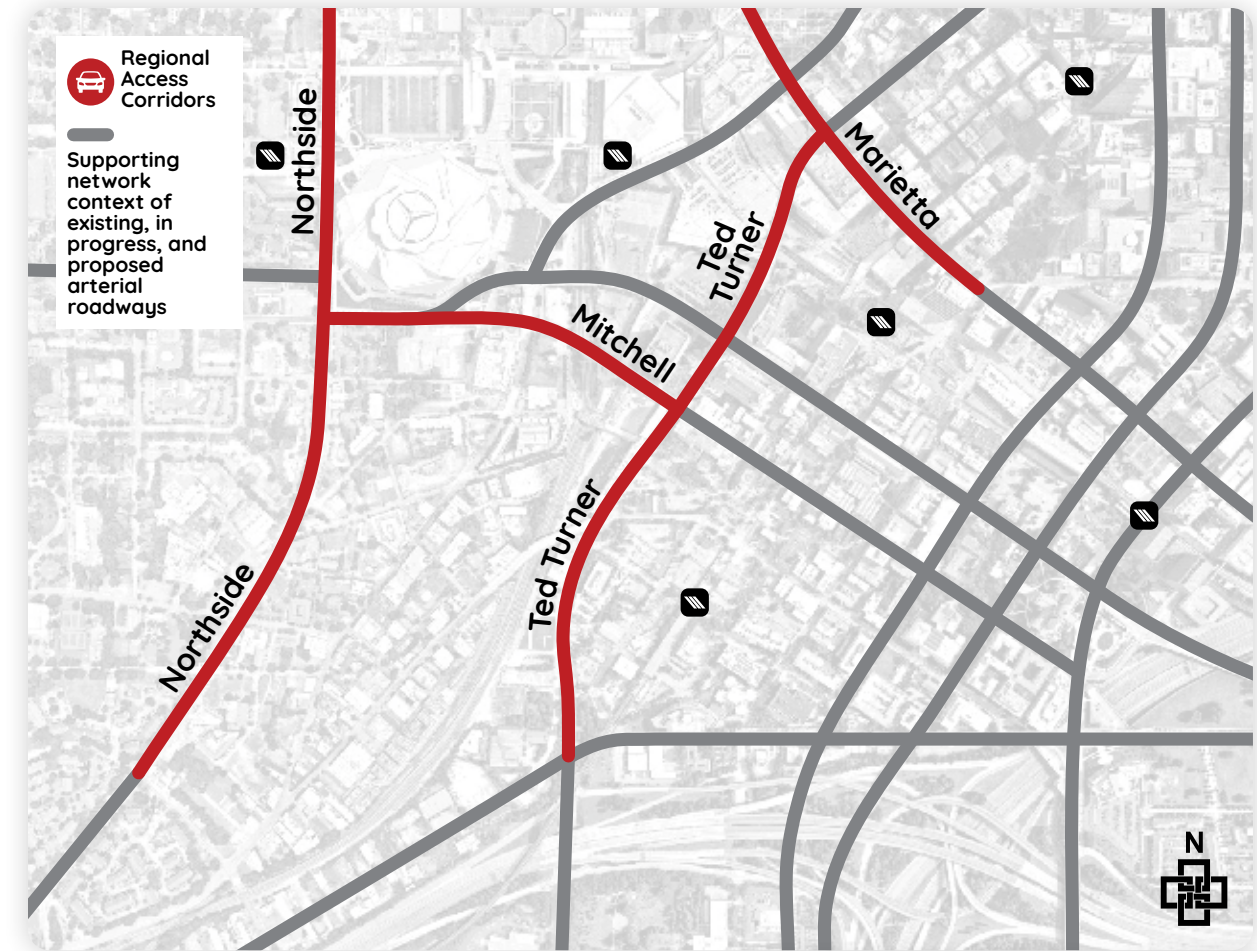 Regional
Access
Corridors
Supporting
network
context of
existing, in
progress, and
proposed
arterial
roadways
Northside
Marietta
Ted
Turner
Mitchell
Ted Turner
Northside
N